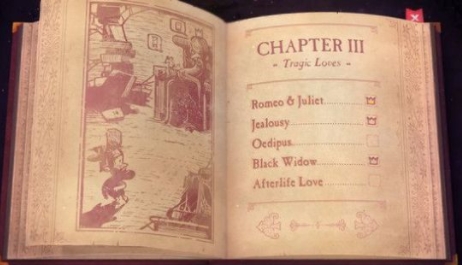 CHAPTER III
- Tragic Loves -
Romeo & Juliet
Jealousy
Oedipus
Black Widow
Afterlife Love